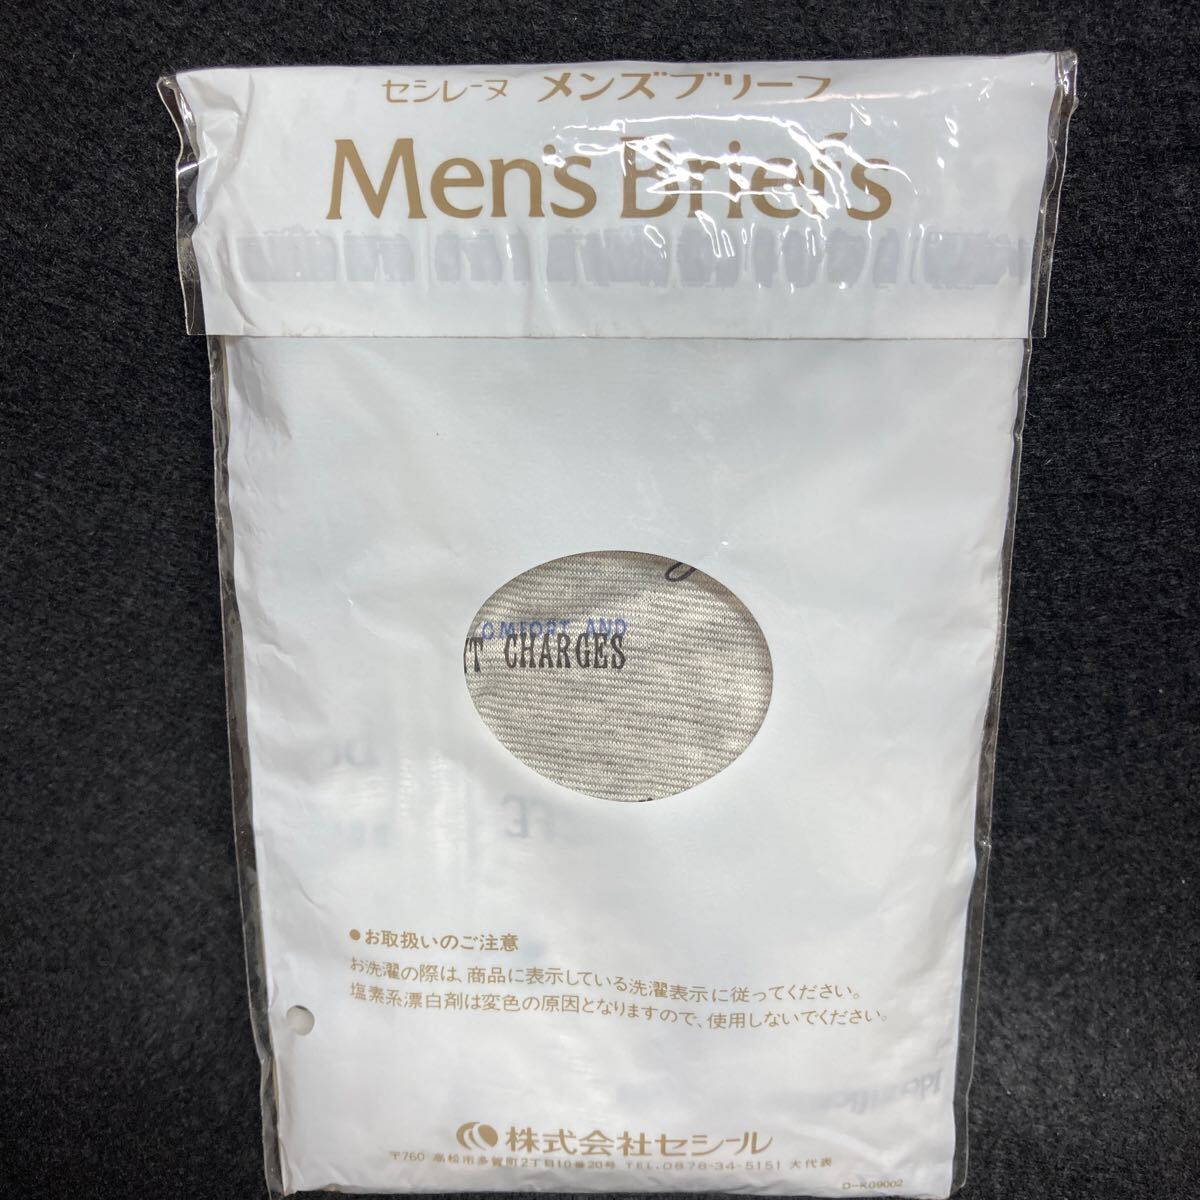 セシレーヌ メンズブリーフ
Men's Brief's
OMFORT AND
T CHARGES
TE
●お取扱いのご注意
お洗濯の際は、商品に表示している洗濯表示に従ってください。
塩素系漂白剤は変色の原因となりますので、使用しないでください。
株式会社セシール
〒760 高松市多賀町2丁目10番20号 TEL.0878-34-5151 大代表
D-K09002